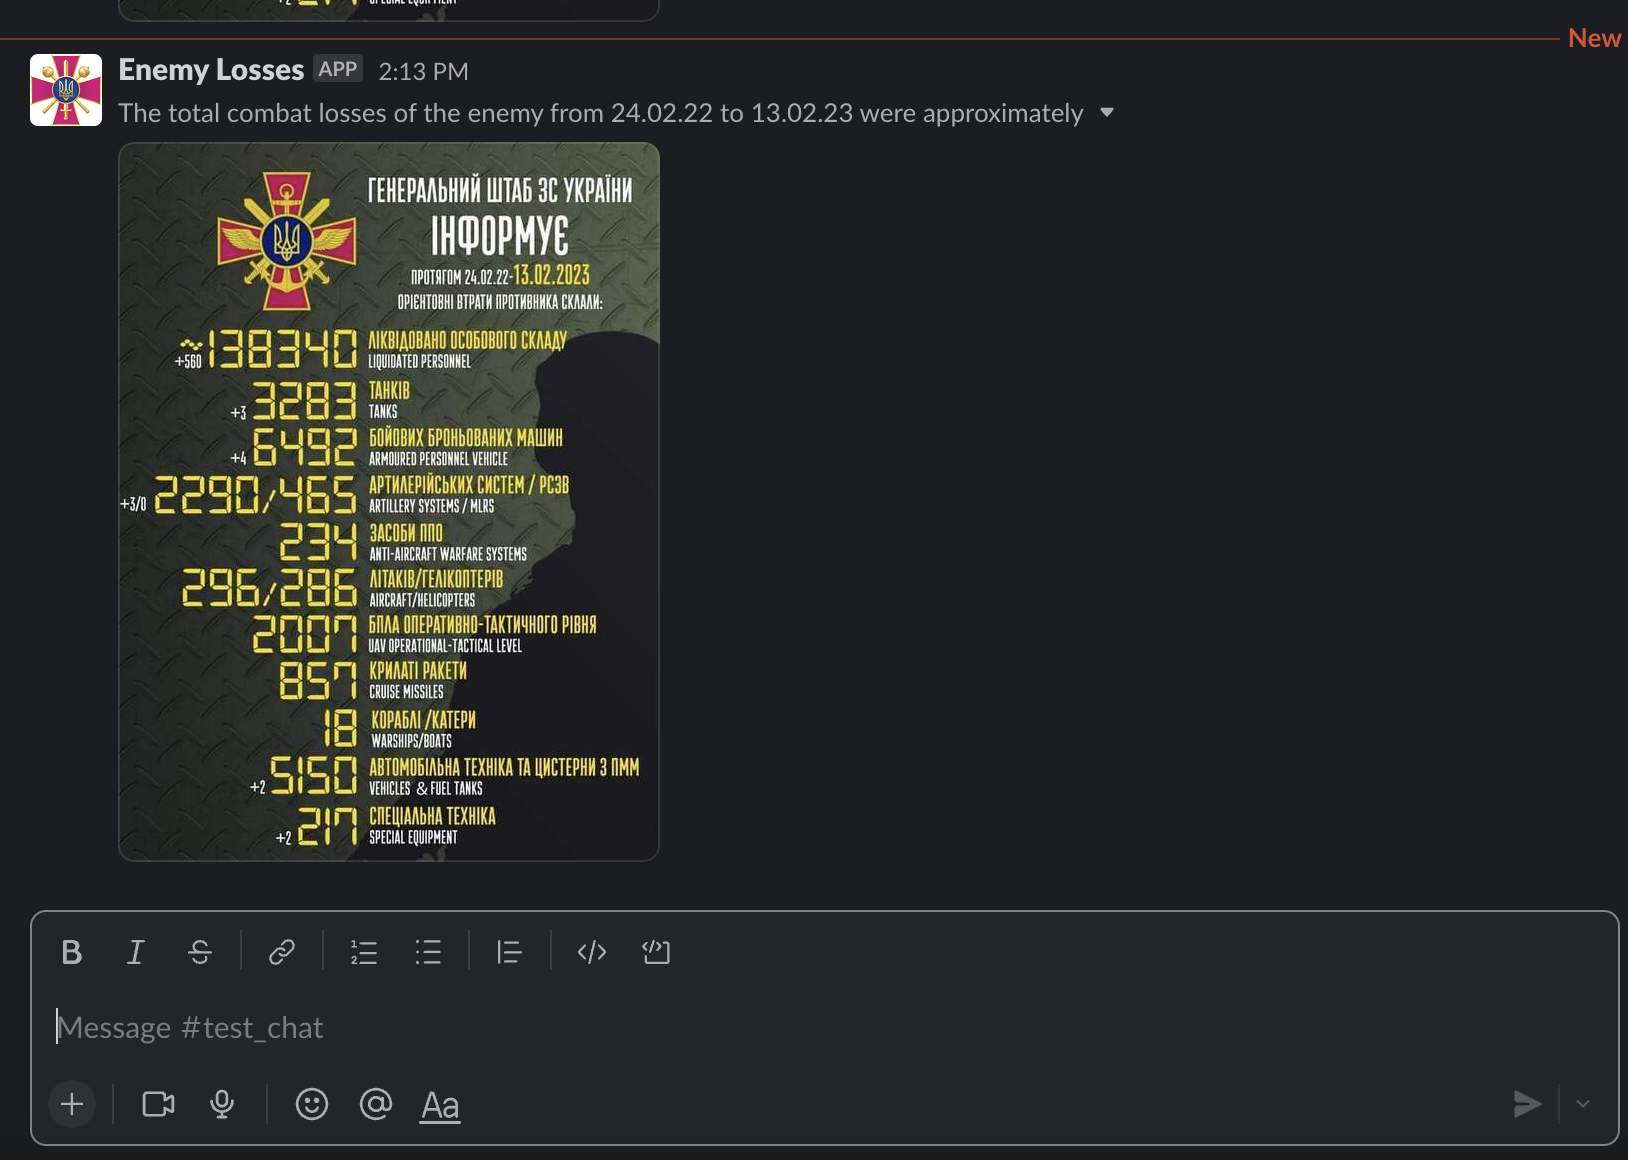 +2 217 SPECIAL EQUIPMENT
New
Enemy Losses APP 2:13 PM
The total combat losses of the enemy from 24.02.22 to 13.02.23 were approximately
ГЕНЕРАЛЬНИЙ ШТАБ ЗС УКРАЇНИ
ІНФОРМУЄ
ПРОТЯГОМ 24.02.22-13.02.2023
ОРІЄНТОВНІ ВТРАТИ ПРОТИВНИКА СКЛАЛИ:
~138340 ЛІКВІДОВАНО ОСОБОВОГО СКЛАДУ
+560 LIQUIDATED PERSONNEL
3283 ТАНКІВ
+3 TANKS
6492 БОЙОВИХ БРОНЬОВАНИХ МАШИН
+4 ARMOURED PERSONNEL VEHICLE
2290/465 АРТИЛЕРІЙСЬКИХ СИСТЕМ / РСЗВ
+3/0 ARTILLERY SYSTEMS / MLRS
234 ЗАСОБИ ППО
ANTI-AIRCRAFT WARFARE SYSTEMS
296/286 ЛІТАКІВ/ГЕЛІКОПТЕРІВ
AIRCRAFT/HELICOPTERS
2007 БПЛА ОПЕРАТИВНО-ТАКТИЧНОГО РІВНЯ
UAV OPERATIONAL-TACTICAL LEVEL
857 КРИЛАТІ РАКЕТИ
CRUISE MISSILES
18 КОРАБЛІ /КАТЕРИ
WARSHIPS/BOATS
5150 АВТОМОБІЛЬНА ТЕХНІКА ТА ЦИСТЕРНИ З ПММ
+2 VEHICLES & FUEL TANKS
217 СПЕЦІАЛЬНА ТЕХНІКА
+2 SPECIAL EQUIPMENT
Message #test_chat
Aa